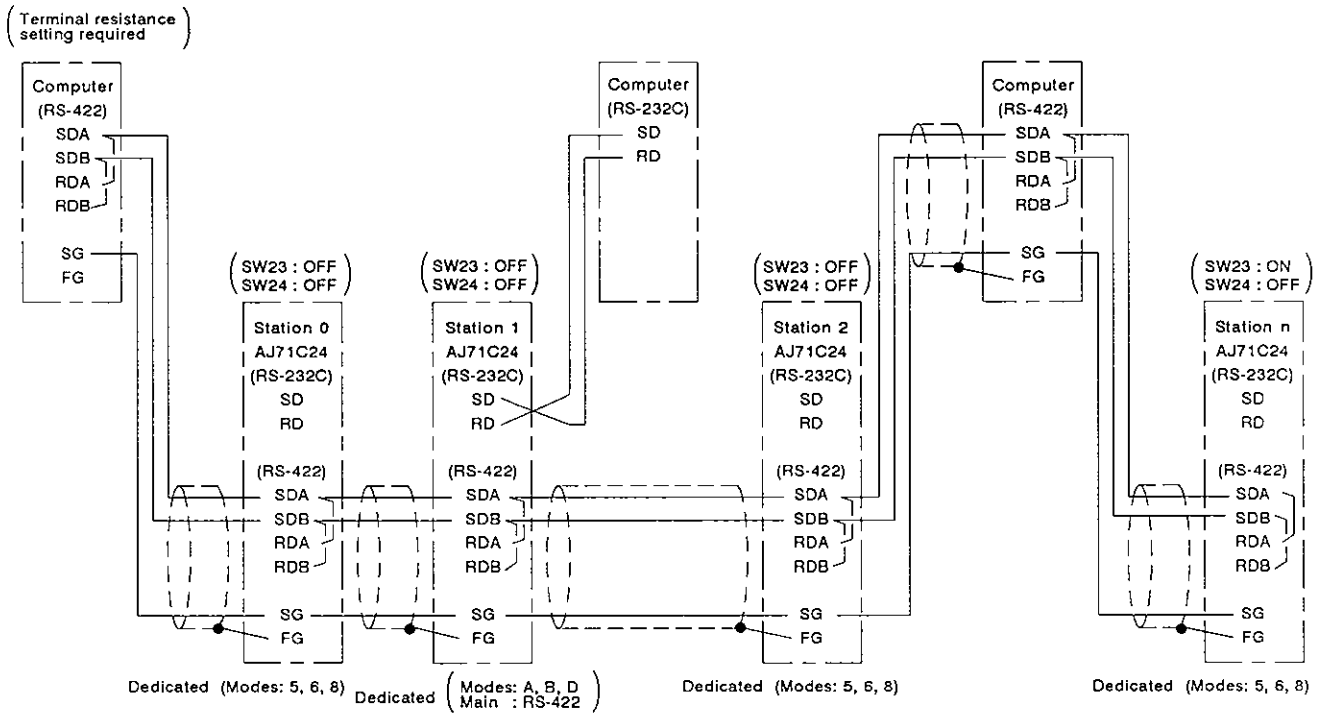 (Terminal resistance
setting required)
Computer
(RS-422)
SDA
SDB
RDA
RDB
SG
FG
Computer
(RS-232C)
SD
RD
Computer
(RS-422)
SDA
SDB
RDA
RDB
SG
FG
(SW23 : OFF
SW24 : OFF)
Station 0
AJ71C24
(RS-232C)
SD
RD
(RS-422)
SDA
SDB
RDA
RDB
SG
FG
Dedicated (Modes: 5, 6, 8)
(SW23 : OFF
SW24 : OFF)
Station 1
AJ71C24
(RS-232C)
SD
RD
(RS-422)
SDA
SDB
RDA
RDB
SG
FG
Dedicated (Modes: A, B, D
Main : RS-422)
(SW23 : OFF
SW24 : OFF)
Station 2
AJ71C24
(RS-232C)
SD
RD
(RS-422)
SDA
SDB
RDA
RDB
SG
FG
Dedicated (Modes: 5, 6, 8)
(SW23 : ON
SW24 : OFF)
Station n
AJ71C24
(RS-232C)
SD
RD
(RS-422)
SDA
SDB
RDA
RDB
SG
FG
Dedicated (Modes: 5, 6, 8)